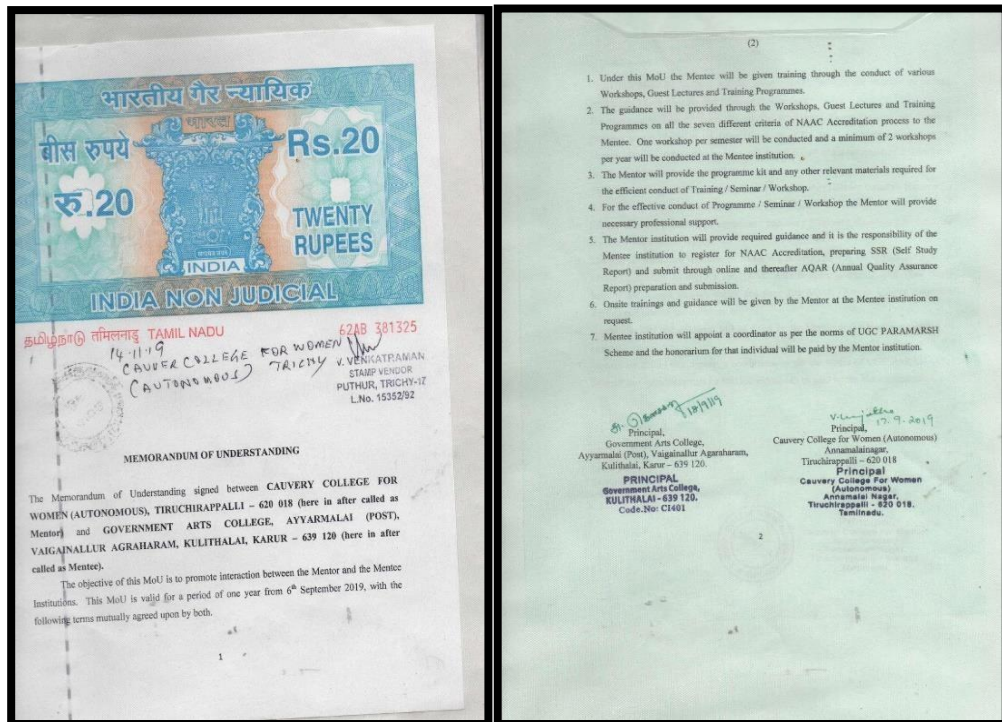 भारतीय गैर न्यायिक
बीस रुपये
Rs.20
रु.20
TWENTY
RUPEES
INDIA
INDIA NON JUDICIAL
தமிழ்நாடு तमिलनाडु TAMIL NADU
62AB 381325
14.11.19
CAUVERY COLLEGE FOR WOMEN
(AUTONOMOUS) TRICHY
V. VENKATRAMAN
STAMP VENDOR
PUTHUR, TRICHY-17
L.No. 15352/92
MEMORANDUM OF UNDERSTANDING
The Memorandum of Understanding signed between CAUVERY COLLEGE FOR
WOMEN (AUTONOMOUS), TIRUCHIRAPPALLI – 620 018 (here in after called as
Mentor) and GOVERNMENT ARTS COLLEGE, AYYARMALAI (POST),
VAIGAINALLUR AGRAHARAM, KULITHALAI, KARUR – 639 120 (here in after
called as Mentee).
The objective of this MoU is to promote interaction between the Mentor and the Mentee
Institutions. This MoU is valid for a period of one year from 6th September 2019, with the
following terms mutually agreed upon by both.
1
(2)
1. Under this MoU the Mentee will be given training through the conduct of various
Workshops, Guest Lectures and Training Programmes.
2. The guidance will be provided through the Workshops, Guest Lectures and Training
Programmes on all the seven different criteria of NAAC Accreditation process to the
Mentee. One workshop per semester will be conducted and a minimum of 2 workshops
per year will be conducted at the Mentee institution.
3. The Mentor will provide the programme kit and any other relevant materials required for
the efficient conduct of Training / Seminar / Workshop.
4. For the effective conduct of Programme / Seminar / Workshop the Mentor will provide
necessary professional support.
5. The Mentor institution will provide required guidance and it is the responsibility of the
Mentee institution to register for NAAC Accreditation, preparing SSR (Self Study
Report) and submit through online and thereafter AQAR (Annual Quality Assurance
Report) preparation and submission.
6. Onsite trainings and guidance will be given by the Mentor at the Mentee institution on
request.
7. Mentee institution will appoint a coordinator as per the norms of UGC PARAMARSH
Scheme and the honorarium for that individual will be paid by the Mentor institution.
18/9/19
Principal,
Government Arts College,
Ayyarmalai (Post), Vaigainallur Agaraharam,
Kulithalai, Karur – 639 120.
PRINCIPAL
Government Arts College,
KULITHALAI - 639 120.
Code.No: CI401
17.9.2019
Principal,
Cauvery College for Women (Autonomous)
Annamalainagar,
Tiruchirappalli – 620 018
Principal
Cauvery College For Women
(Autonomous)
Annamalai Nagar,
Tiruchirappalli - 620 018.
Tamilnadu.
2